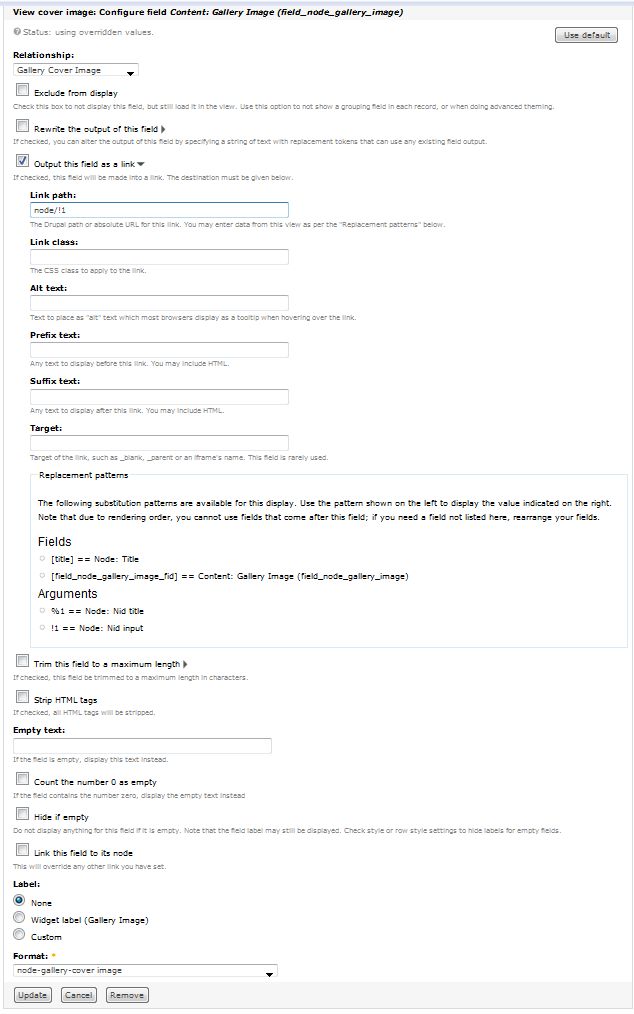 View cover image: Configure field Content: Gallery Image (field_node_gallery_image)
Status: using overridden values.
Use default
Relationship:
Gallery Cover Image
Exclude from display
Check this box to not display this field, but still load it in the view. Use this option to not show a grouping field in each record, or when doing advanced theming.
Rewrite the output of this field
If checked, you can alter the output of this field by specifying a string of text with replacement tokens that can use any existing field output.
Output this field as a link
If checked, this field will be made into a link. The destination must be given below.
Link path:
node/!1
The Drupal path or absolute URL for this link. You may enter data from this view as per the "Replacement patterns" below.
Link class:
The CSS class to apply to the link.
Alt text:
Text to place as "alt" text which most browsers display as a tooltip when hovering over the link.
Prefix text:
Any text to display before this link. You may include HTML.
Suffix text:
Any text to display after this link. You may include HTML.
Target:
Target of the link, such as _blank, _parent or an iframe's name. This field is rarely used.
Replacement patterns
The following substitution patterns are available for this display. Use the pattern shown on the left to display the value indicated on the right.
Note that due to rendering order, you cannot use fields that come after this field; if you need a field not listed here, rearrange your fields.
Fields
[title] == Node: Title
[field_node_gallery_image_fid] == Content: Gallery Image (field_node_gallery_image)
Arguments
%1 == Node: Nid title
!1 == Node: Nid input
Trim this field to a maximum length
If checked, this field be trimmed to a maximum length in characters.
Strip HTML tags
If checked, all HTML tags will be stripped.
Empty text:
If the field is empty, display this text instead.
Count the number 0 as empty
If the field contains the number zero, display the empty text instead
Hide if empty
Do not display anything for this field if it is empty. Note that the field label may still be displayed. Check style or row style settings to hide labels for empty fields.
Link this field to its node
This will override any other link you have set.
Label:
None
Widget label (Gallery Image)
Custom
Format: *
node-gallery-cover image
Update
Cancel
Remove